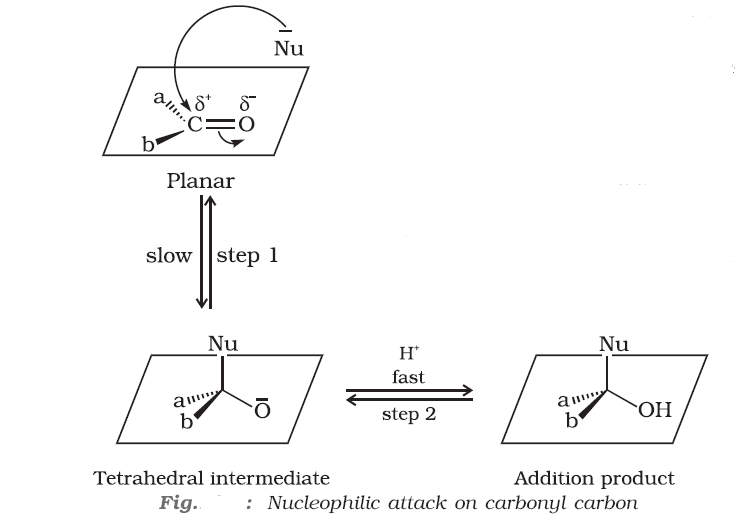 Nu
a δ⁺ δ⁻
C=O
b
Planar
slow step 1
Nu
a
b O
H⁺
fast
step 2
Nu
a
b OH
Tetrahedral intermediate
Addition product
Fig. : Nucleophilic attack on carbonyl carbon